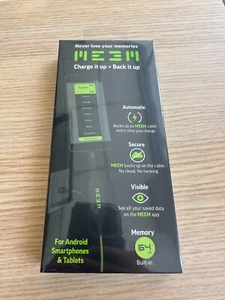 Never lose your memories
MEEM
Charge it up = Back it up
Automatic
Backs up on MEEM cable
every time you charge
Secure
MEEM backs up on the cable
No cloud, No hacking
Visible
See all your saved data
on the MEEM app
MEEM
For Android
Smartphones
& Tablets
Memory
64
Built-in